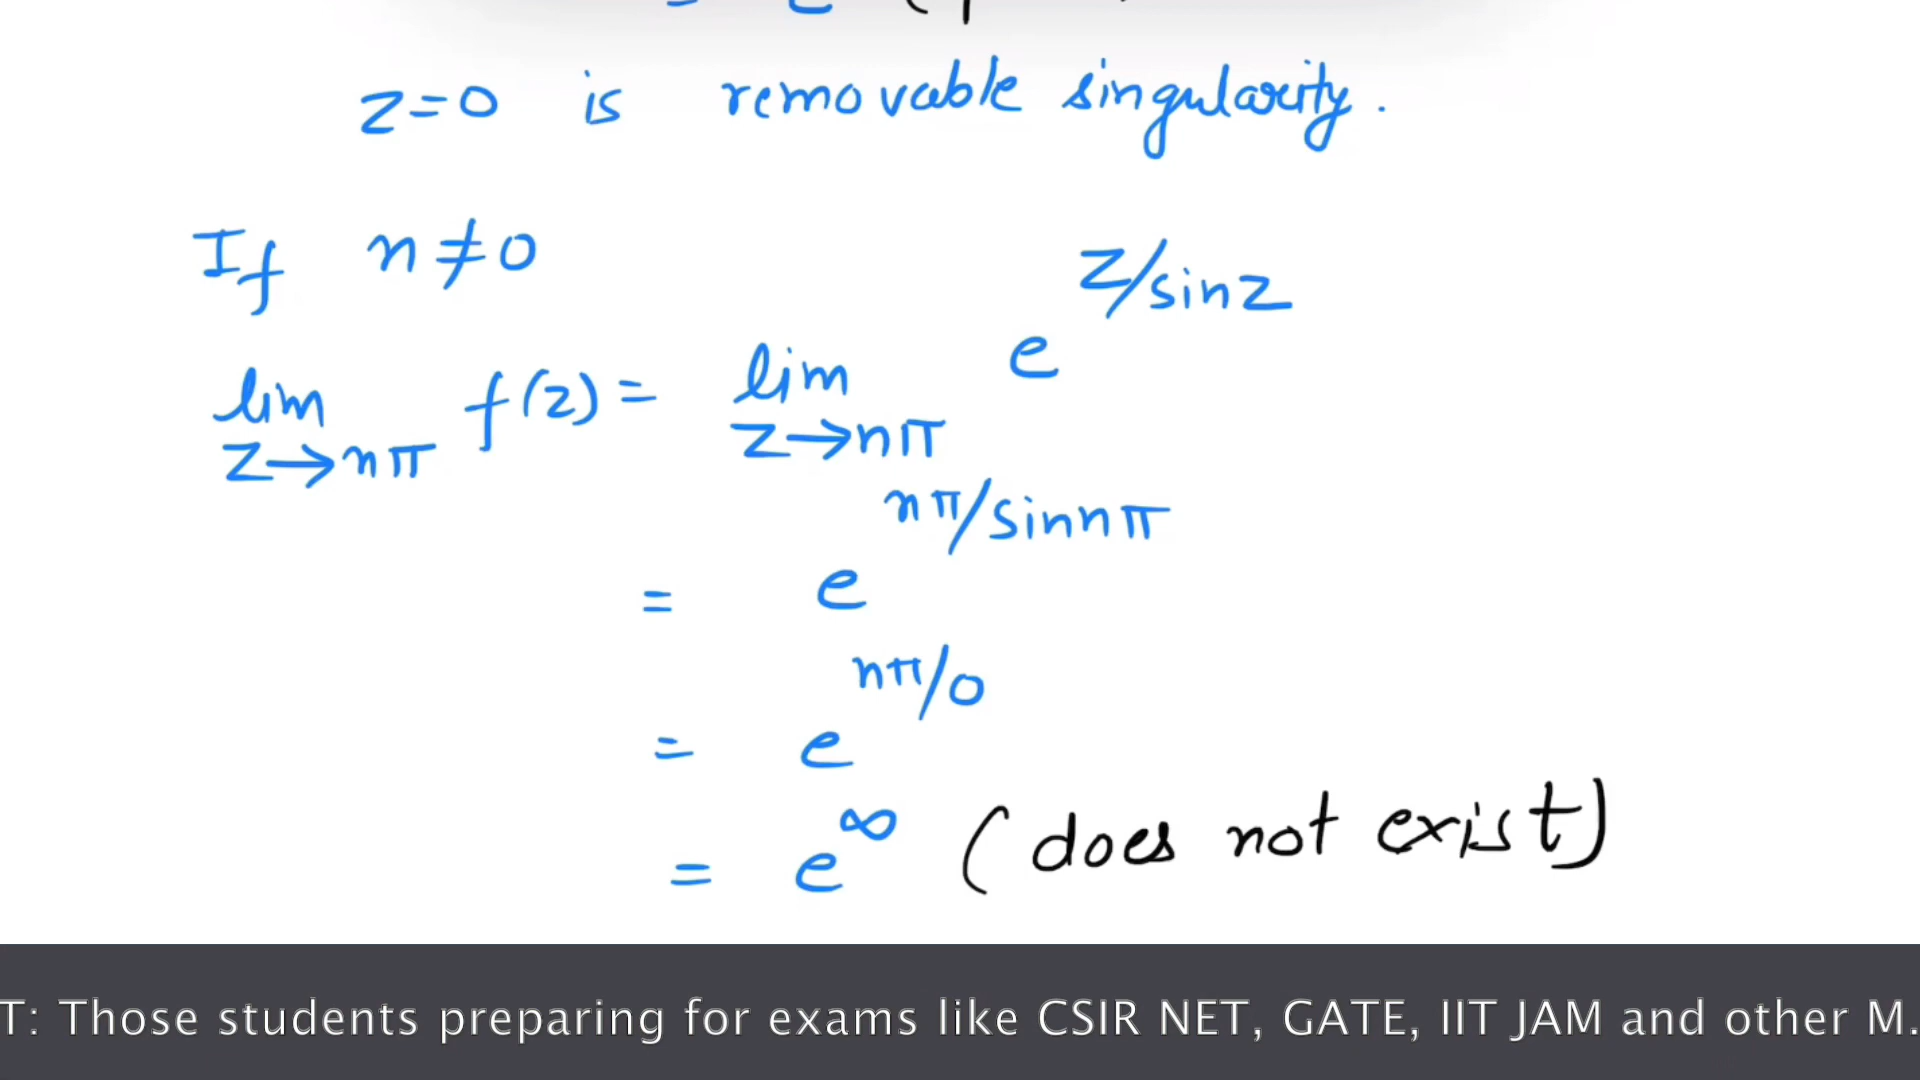 = e (
z=0 is removable singularity.
If n≠0
lim f(z) = lim e^{z/sinz}
z→nπ z→nπ
= e^{nπ/sinnπ}
= e^{nπ/0}
= e^∞ (does not exist)
T: Those students preparing for exams like CSIR NET, GATE, IIT JAM and other M.